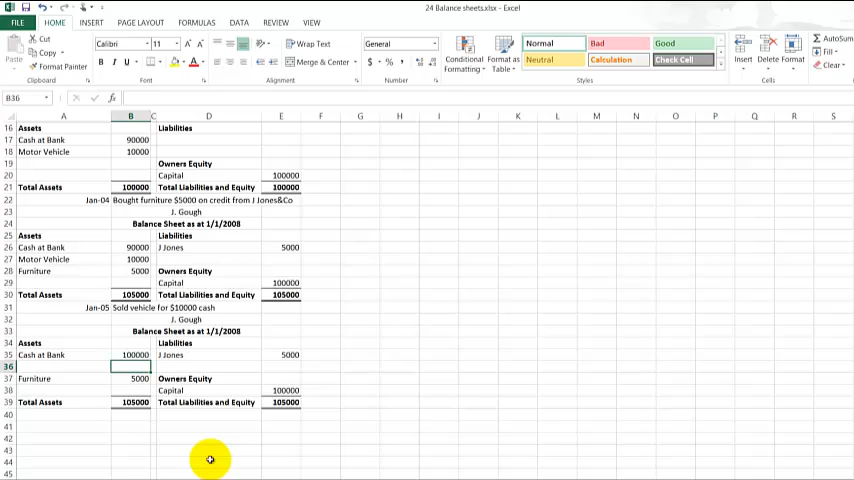 24 Balance sheets.xlsx - Excel
FILE HOME INSERT PAGE LAYOUT FORMULAS DATA REVIEW VIEW
Cut
Copy
Format Painter
Paste
Clipboard
Calibri 11
B I U
Font
Wrap Text
Merge & Center
Alignment
General
$ % ,
Number
Conditional Formatting
Format as Table
Normal Bad Good
Neutral Calculation Check Cell
Styles
Insert Delete Format
Cells
AutoSum
Fill
Clear
B36 fx
A B C D E F G H I J K L M N O P Q R S
16 Assets Liabilities
17 Cash at Bank 90000
18 Motor Vehicle 10000
19 Owners Equity
20 Capital 100000
21 Total Assets 100000 Total Liabilities and Equity 100000
22 Jan-04 Bought furniture $5000 on credit from J Jones&Co
23 J. Gough
24 Balance Sheet as at 1/1/2008
25 Assets Liabilities
26 Cash at Bank 90000 J Jones 5000
27 Motor Vehicle 10000
28 Furniture 5000 Owners Equity
29 Capital 100000
30 Total Assets 105000 Total Liabilities and Equity 105000
31 Jan-05 Sold vehicle for $10000 cash
32 J. Gough
33 Balance Sheet as at 1/1/2008
34 Assets Liabilities
35 Cash at Bank 100000 J Jones 5000
36
37 Furniture 5000 Owners Equity
38 Capital 100000
39 Total Assets 105000 Total Liabilities and Equity 105000
40
41
42
43
44
45